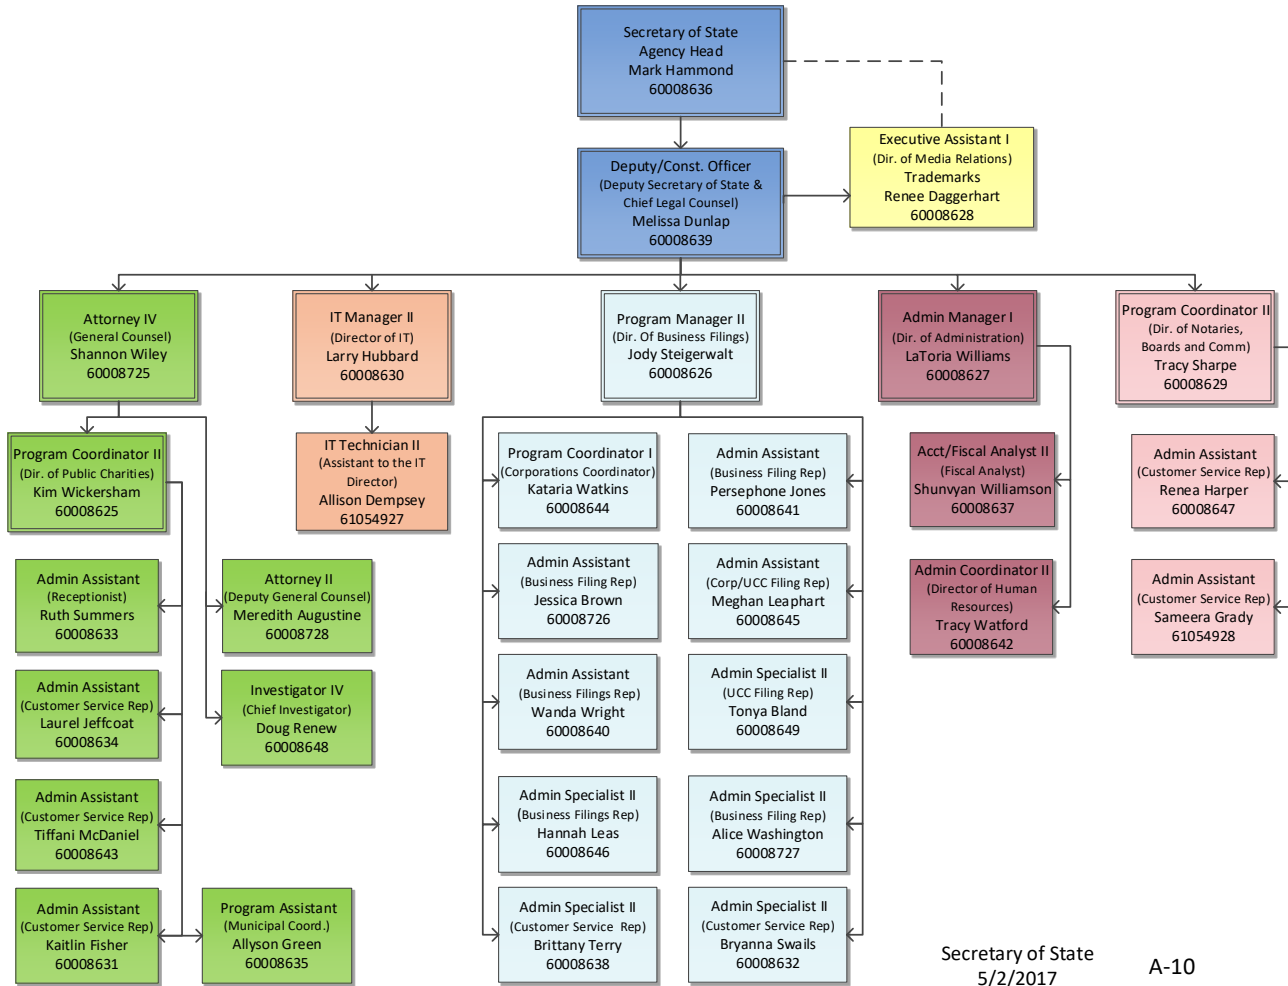 Secretary of State
Agency Head
Mark Hammond
60008636
Executive Assistant I
(Dir. of Media Relations)
Trademarks
Renee Daggerhart
60008628
Deputy/Const. Officer
(Deputy Secretary of State &
Chief Legal Counsel)
Melissa Dunlap
60008639
Attorney IV
(General Counsel)
Shannon Wiley
60008725
IT Manager II
(Director of IT)
Larry Hubbard
60008630
Program Manager II
(Dir. Of Business Filings)
Jody Steigerwalt
60008626
Admin Manager I
(Dir. of Administration)
LaToria Williams
60008627
Program Coordinator II
(Dir. of Notaries,
Boards and Comm)
Tracy Sharpe
60008629
Program Coordinator II
(Dir. of Public Charities)
Kim Wickersham
60008625
IT Technician II
(Assistant to the IT
Director)
Allison Dempsey
61054927
Program Coordinator I
(Corporations Coordinator)
Kataria Watkins
60008644
Admin Assistant
(Business Filing Rep)
Persephone Jones
60008641
Acct/Fiscal Analyst II
(Fiscal Analyst)
Shunvyan Williamson
60008637
Admin Assistant
(Customer Service Rep)
Renea Harper
60008647
Admin Assistant
(Receptionist)
Ruth Summers
60008633
Attorney II
(Deputy General Counsel)
Meredith Augustine
60008728
Admin Assistant
(Business Filing Rep)
Jessica Brown
60008726
Admin Assistant
(Corp/UCC Filing Rep)
Meghan Leaphart
60008645
Admin Coordinator II
(Director of Human
Resources)
Tracy Watford
60008642
Admin Assistant
(Customer Service Rep)
Sameera Grady
61054928
Admin Assistant
(Customer Service Rep)
Laurel Jeffcoat
60008634
Investigator IV
(Chief Investigator)
Doug Renew
60008648
Admin Assistant
(Business Filings Rep)
Wanda Wright
60008640
Admin Specialist II
(UCC Filing Rep)
Tonya Bland
60008649
Admin Assistant
(Customer Service Rep)
Tiffani McDaniel
60008643
Admin Specialist II
(Business Filings Rep)
Hannah Leas
60008646
Admin Specialist II
(Business Filing Rep)
Alice Washington
60008727
Admin Assistant
(Customer Service Rep)
Kaitlin Fisher
60008631
Program Assistant
(Municipal Coord.)
Allyson Green
60008635
Admin Specialist II
(Customer Service Rep)
Brittany Terry
60008638
Admin Specialist II
(Customer Service Rep)
Bryanna Swails
60008632
Secretary of State
5/2/2017
A-10